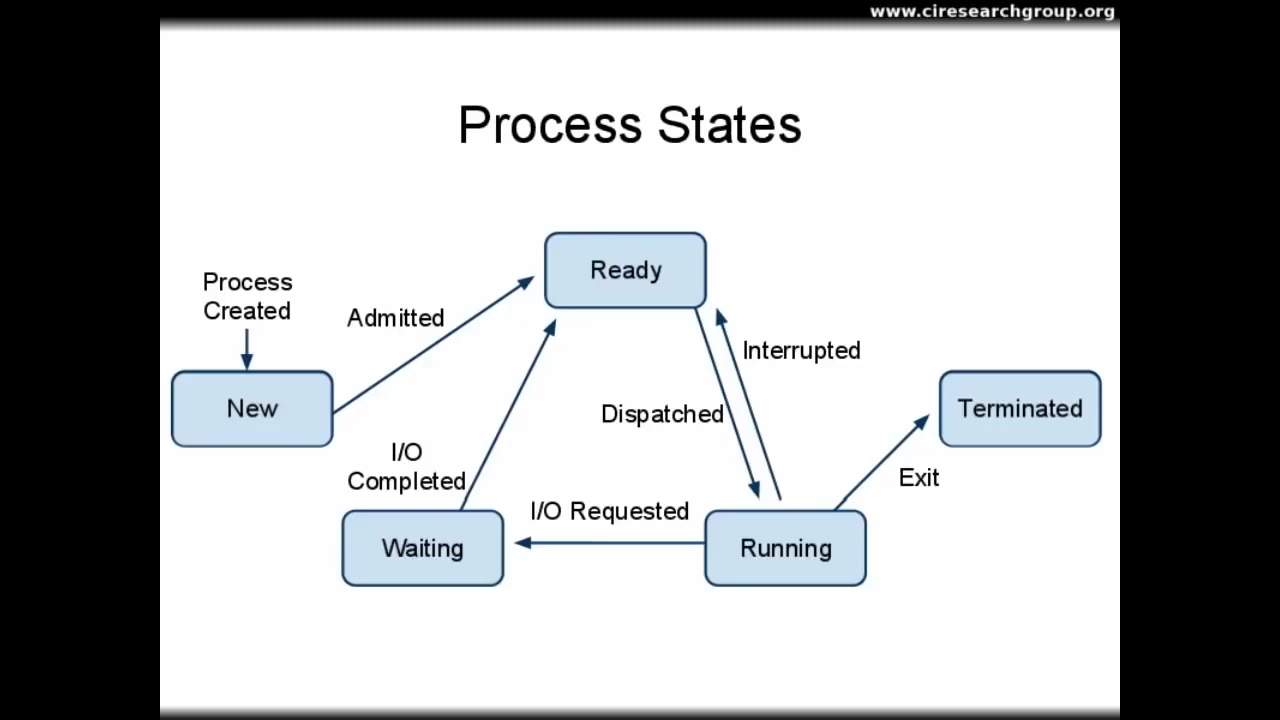 www.ciresearchgroup.org
Process States
Ready
Process
Created
Admitted
Interrupted
New
Dispatched
Terminated
I/O
Completed
Exit
I/O Requested
Waiting
Running